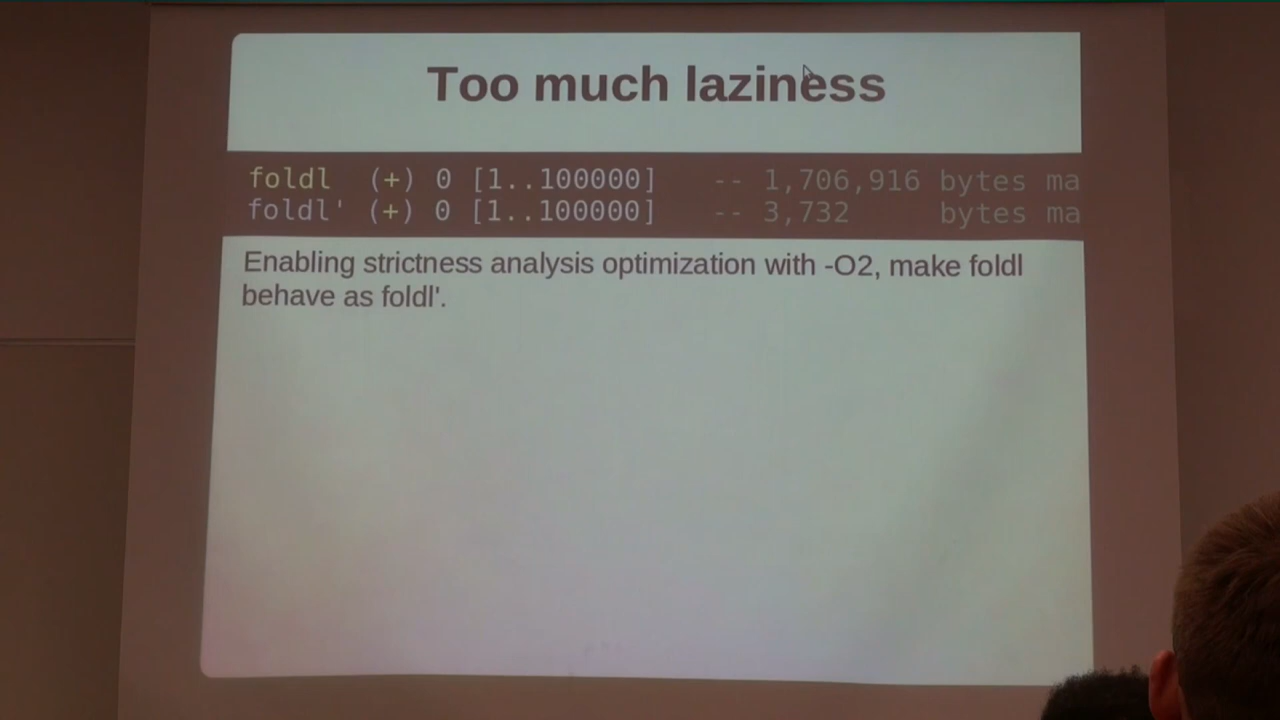 Too much laziness
foldl (+) 0 [1..100000] -- 1,706,916 bytes ma
foldl' (+) 0 [1..100000] -- 3,732 bytes ma
Enabling strictness analysis optimization with -O2, make foldl
behave as foldl'.